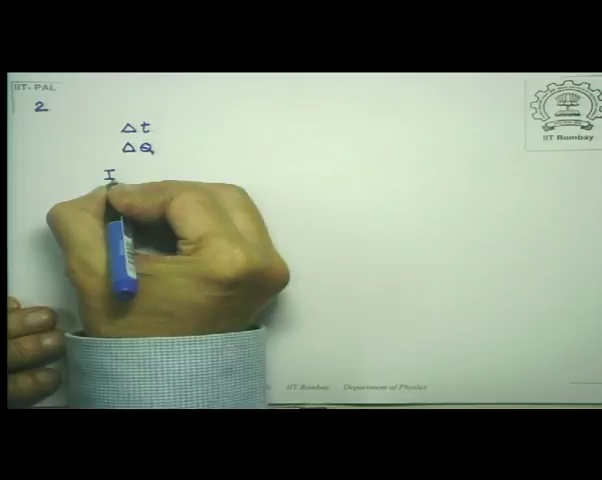 IIT- PAL
2
Δt
ΔQ
I
IIT Bombay
IIT Bombay Department of Physics